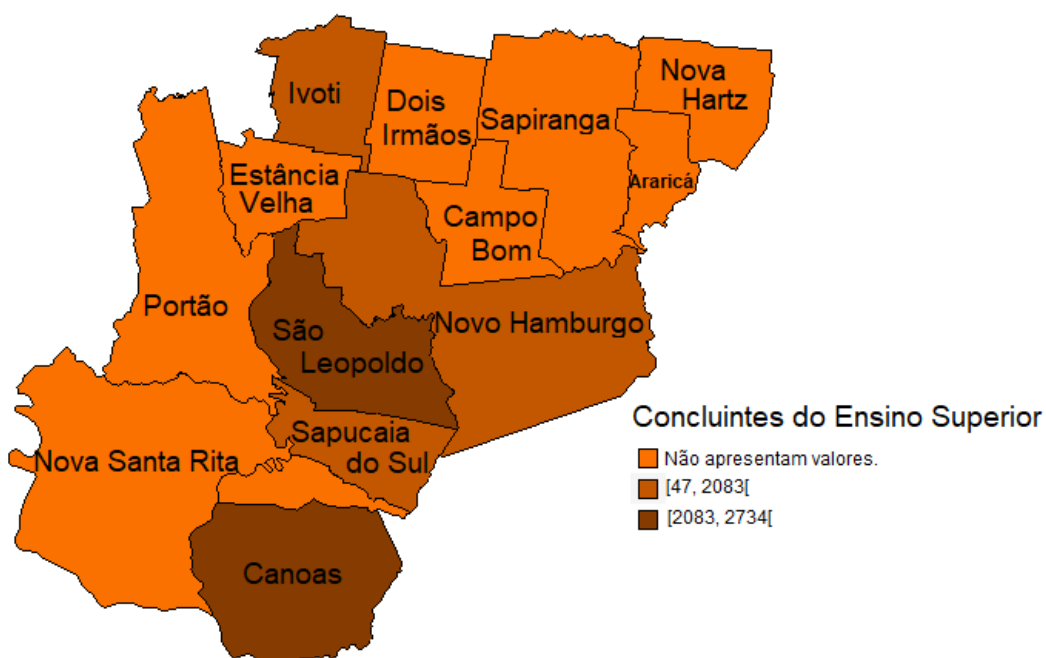 Ivoti
Dois
Irmãos
Sapiranga
Nova
Hartz
Araricá
Estância
Velha
Campo
Bom
Portão
São
Leopoldo
Novo Hamburgo
Sapucaia
do Sul
Nova Santa Rita
Canoas
Concluintes do Ensino Superior
Não apresentam valores.
[47, 2083[
[2083, 2734[